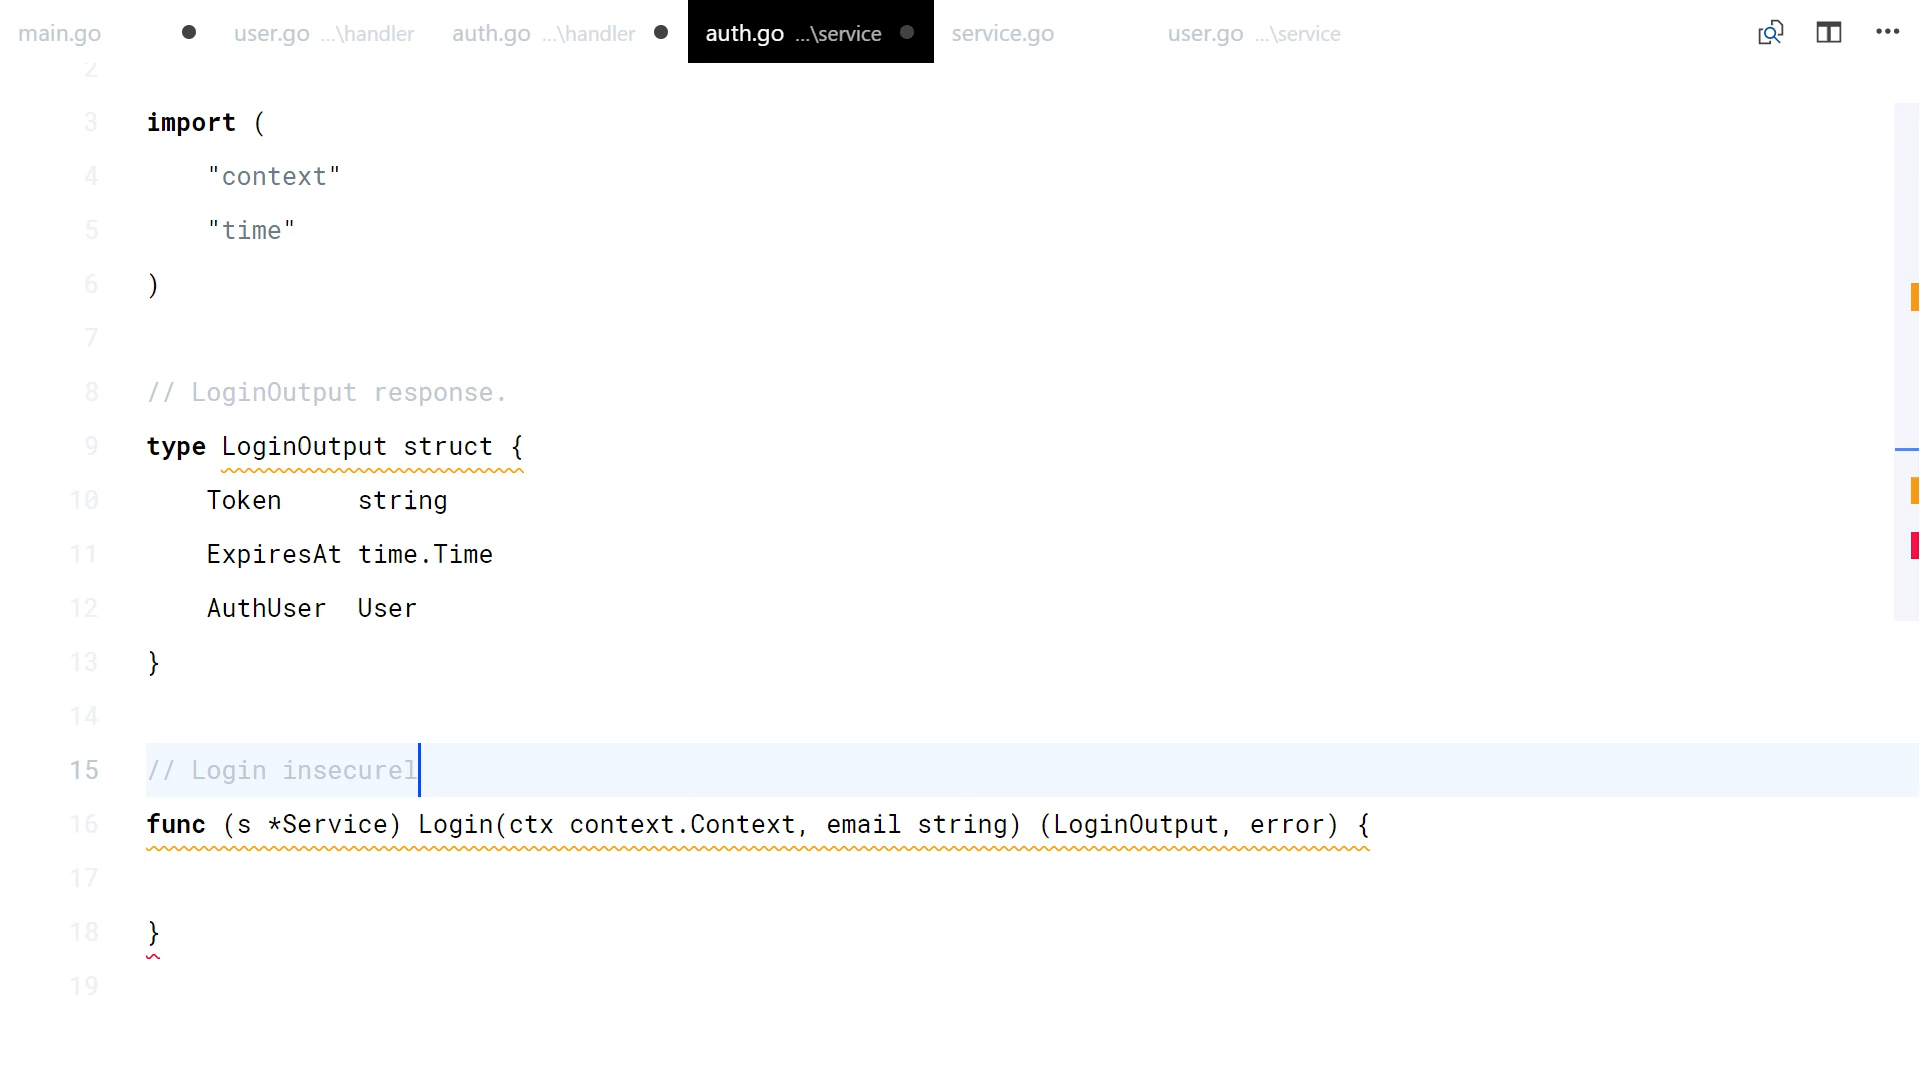 main.go user.go ...\handler auth.go ...\handler auth.go ...\service service.go user.go ...\service
2
3 import (
4 "context"
5 "time"
6 )
7
8 // LoginOutput response.
9 type LoginOutput struct {
10 Token string
11 ExpiresAt time.Time
12 AuthUser User
13 }
14
15 // Login insecurel
16 func (s *Service) Login(ctx context.Context, email string) (LoginOutput, error) {
17
18 }
19